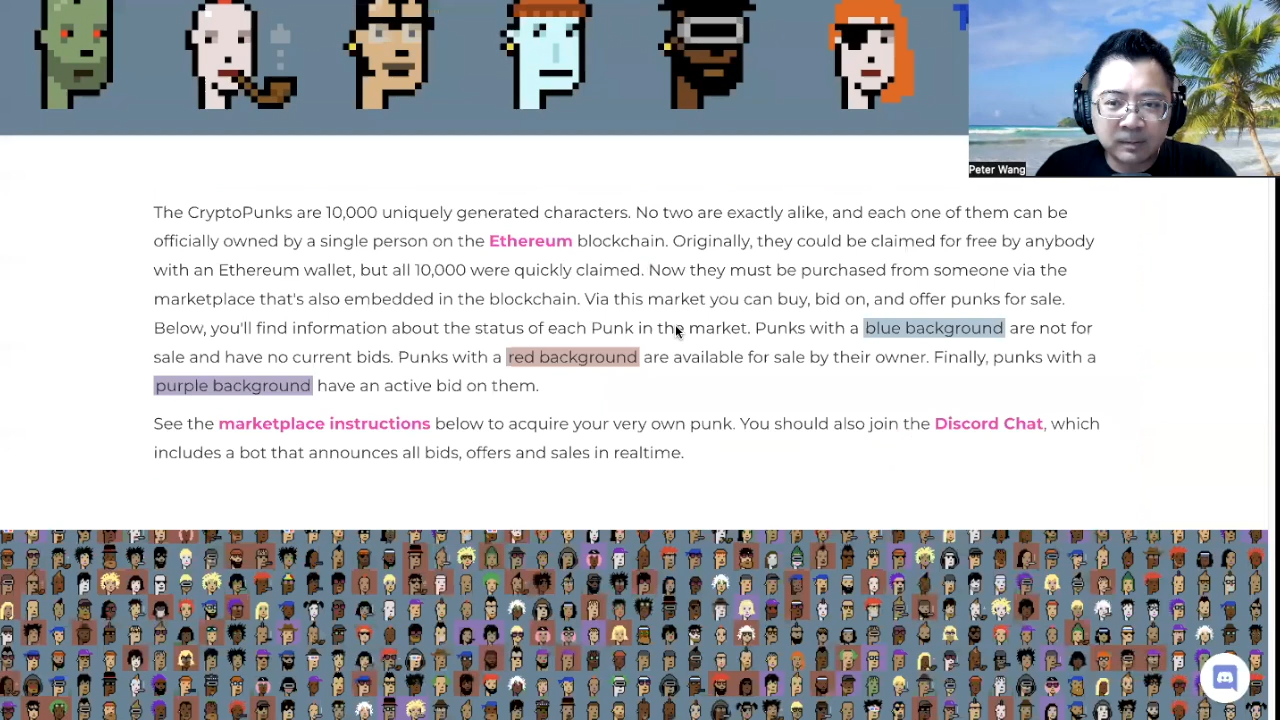 Peter Wang
The CryptoPunks are 10,000 uniquely generated characters. No two are exactly alike, and each one of them can be
officially owned by a single person on the Ethereum blockchain. Originally, they could be claimed for free by anybody
with an Ethereum wallet, but all 10,000 were quickly claimed. Now they must be purchased from someone via the
marketplace that's also embedded in the blockchain. Via this market you can buy, bid on, and offer punks for sale.
Below, you'll find information about the status of each Punk in the market. Punks with a blue background are not for
sale and have no current bids. Punks with a red background are available for sale by their owner. Finally, punks with a
purple background have an active bid on them.
See the marketplace instructions below to acquire your very own punk. You should also join the Discord Chat, which
includes a bot that announces all bids, offers and sales in realtime.